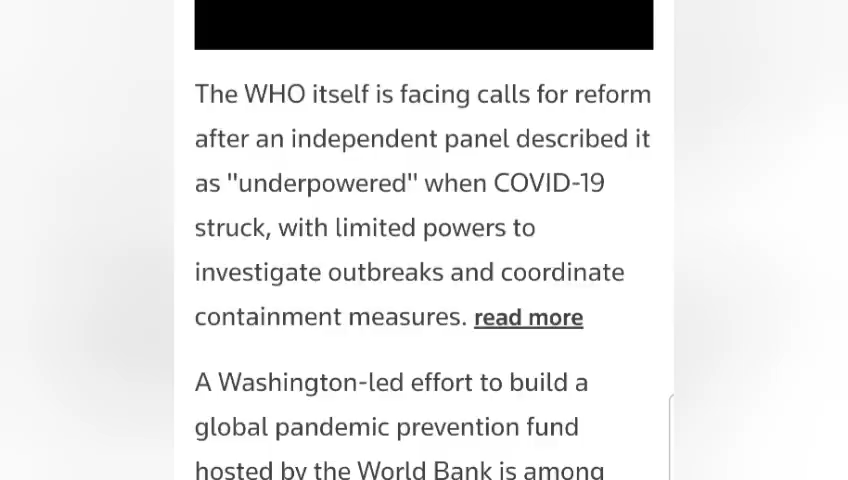 The WHO itself is facing calls for reform
after an independent panel described it
as "underpowered" when COVID-19
struck, with limited powers to
investigate outbreaks and coordinate
containment measures. read more
A Washington-led effort to build a
global pandemic prevention fund
hosted by the World Bank is among